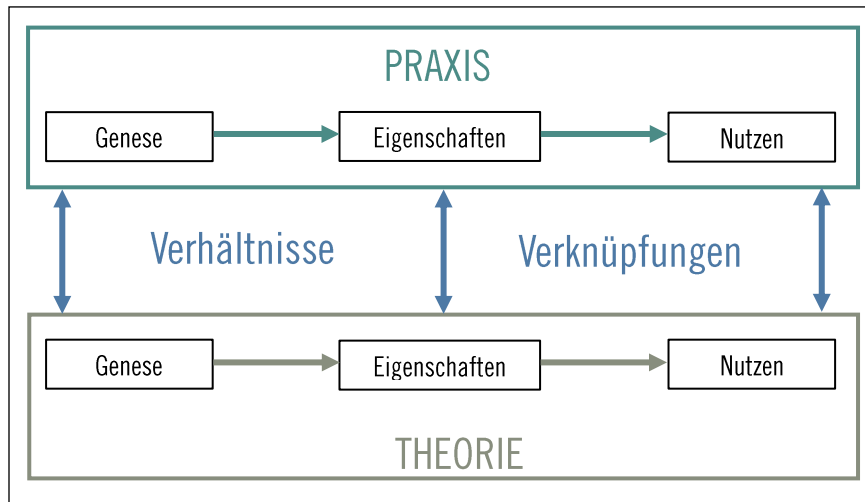 PRAXIS
Genese Eigenschaften Nutzen
Verhältnisse Verknüpfungen
Genese Eigenschaften Nutzen
THEORIE